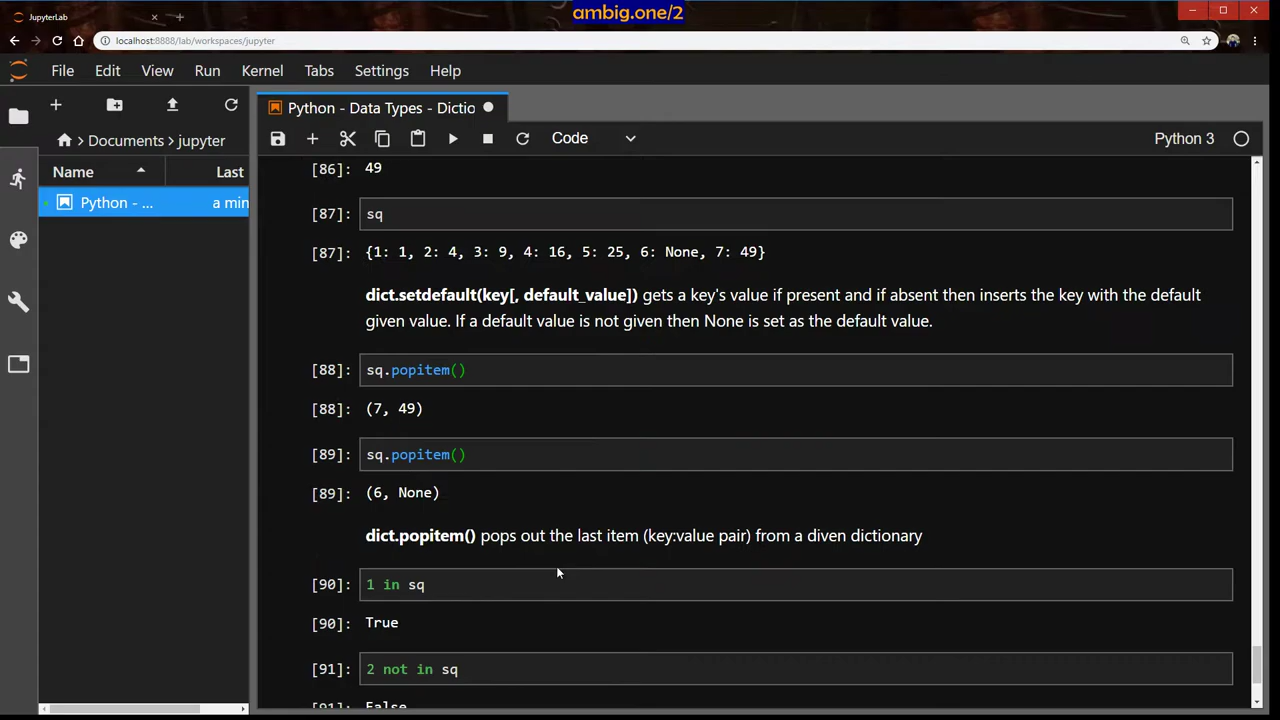 ambig.one/2
JupyterLab
localhost:8888/lab/workspaces/jupyter
File Edit View Run Kernel Tabs Settings Help
Python - Data Types - Dictio
Documents jupyter
Code
Python 3
Name Last
Python - ... a min
[86]: 49
[87]: sq
[87]: {1: 1, 2: 4, 3: 9, 4: 16, 5: 25, 6: None, 7: 49}
dict.setdefault(key[, default_value]) gets a key's value if present and if absent then inserts the key with the default
given value. If a default value is not given then None is set as the default value.
[88]: sq.popitem()
[88]: (7, 49)
[89]: sq.popitem()
[89]: (6, None)
dict.popitem() pops out the last item (key:value pair) from a diven dictionary
[90]: 1 in sq
[90]: True
[91]: 2 not in sq
[91]: False